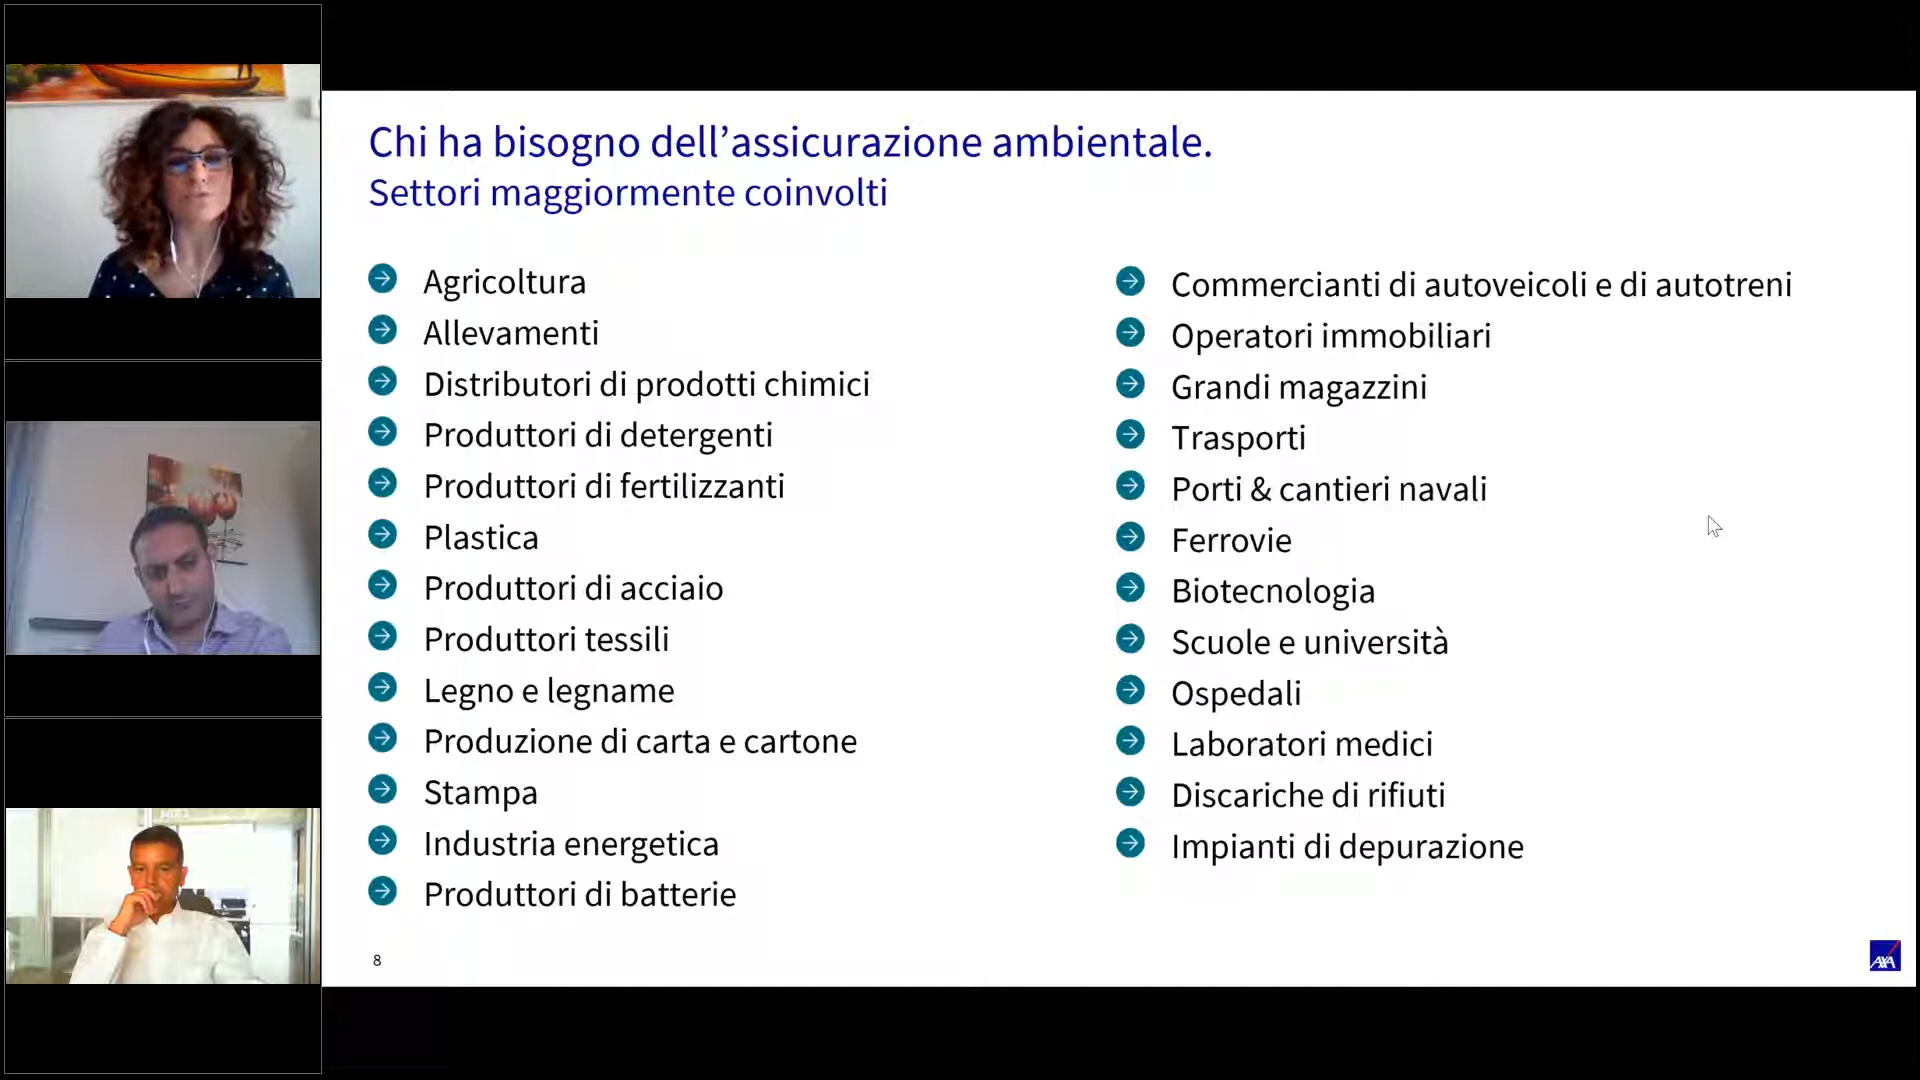 Chi ha bisogno dell’assicurazione ambientale.
Settori maggiormente coinvolti
Agricoltura
Allevamenti
Distributori di prodotti chimici
Produttori di detergenti
Produttori di fertilizzanti
Plastica
Produttori di acciaio
Produttori tessili
Legno e legname
Produzione di carta e cartone
Stampa
Industria energetica
Produttori di batterie
Commercianti di autoveicoli e di autotreni
Operatori immobiliari
Grandi magazzini
Trasporti
Porti & cantieri navali
Ferrovie
Biotecnologia
Scuole e università
Ospedali
Laboratori medici
Discariche di rifiuti
Impianti di depurazione
8
AXA